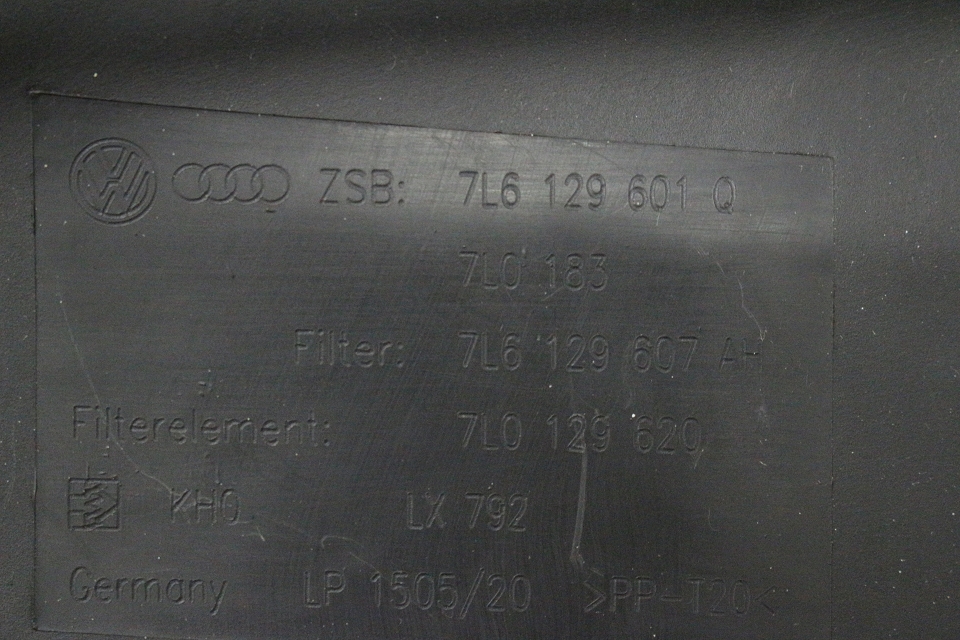 ZSB: 7L6 129 601 Q
7L0 183
Filter: 7L6 129 607 AH
Filterelement: 7L0 129 620
KHO LX 792
Germany LP 1505/20 >PP-T20<